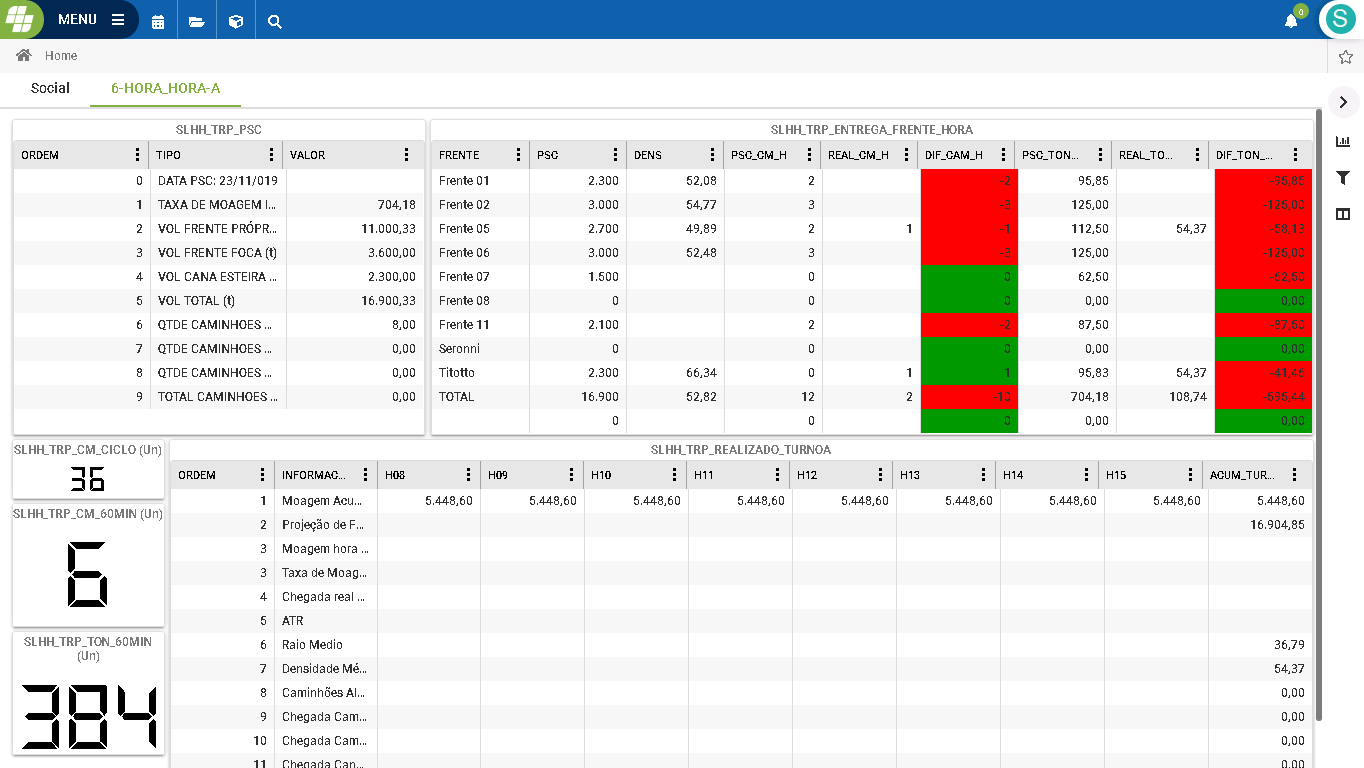 MENU 0 S
Home
Social 6-HORA_HORA-A
SLHH_TRP_PSC
ORDEM TIPO VALOR
0 DATA PSC: 23/11/019
1 TAXA DE MOAGEM I... 704,18
2 VOL FRENTE PRÓPR... 11.000,33
3 VOL FRENTE FOCA (t) 3.600,00
4 VOL CANA ESTEIRA ... 2.300,00
5 VOL TOTAL (t) 16.900,33
6 QTDE CAMINHOES ... 8,00
7 QTDE CAMINHOES ... 0,00
8 QTDE CAMINHOES ... 0,00
9 TOTAL CAMINHOES ... 0,00
SLHH_TRP_ENTREGA_FRENTE_HORA
FRENTE PSC DENS PSC_CM_H REAL_CM_H DIF_CAM_H PSC_TON... REAL_TO... DIF_TON_...
Frente 01 2.300 52,08 2 -2 95,85 -95,85
Frente 02 3.000 54,77 3 -3 125,00 -125,00
Frente 05 2.700 49,89 2 1 -1 112,50 54,37 -58,13
Frente 06 3.000 52,48 3 -3 125,00 -125,00
Frente 07 1.500 0 0 62,50 -62,50
Frente 08 0 0 0 0,00 0,00
Frente 11 2.100 2 -2 87,50 -87,50
Seronni 0 0 0 0,00 0,00
Titotto 2.300 66,34 0 1 1 95,83 54,37 -41,46
TOTAL 16.900 52,82 12 2 -10 704,18 108,74 -595,44
0 0 0 0,00 0,00
SLHH_TRP_CM_CICLO (Un)
36
SLHH_TRP_CM_60MIN (Un)
6
SLHH_TRP_TON_60MIN
(Un)
384
SLHH_TRP_REALIZADO_TURNOA
ORDEM INFORMAC... H08 H09 H10 H11 H12 H13 H14 H15 ACUM_TUR...
1 Moagem Acu... 5.448,60 5.448,60 5.448,60 5.448,60 5.448,60 5.448,60 5.448,60 5.448,60 5.448,60
2 Projeção de F... 16.904,85
3 Moagem hora ...
3 Taxa de Moag...
4 Chegada real ...
5 ATR
6 Raio Medio 36,79
7 Densidade Mé... 54,37
8 Caminhões Al... 0,00
9 Chegada Cam... 0,00
10 Chegada Cam... 0,00
11 Chegada Can... 0,00